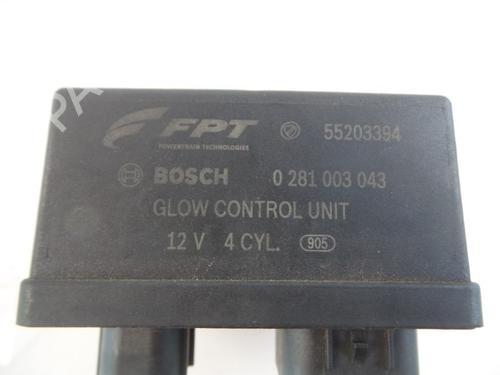 FPT 55203394
POWERTRAIN TECHNOLOGIES
BOSCH 0 281 003 043
GLOW CONTROL UNIT
12 V 4 CYL. 905